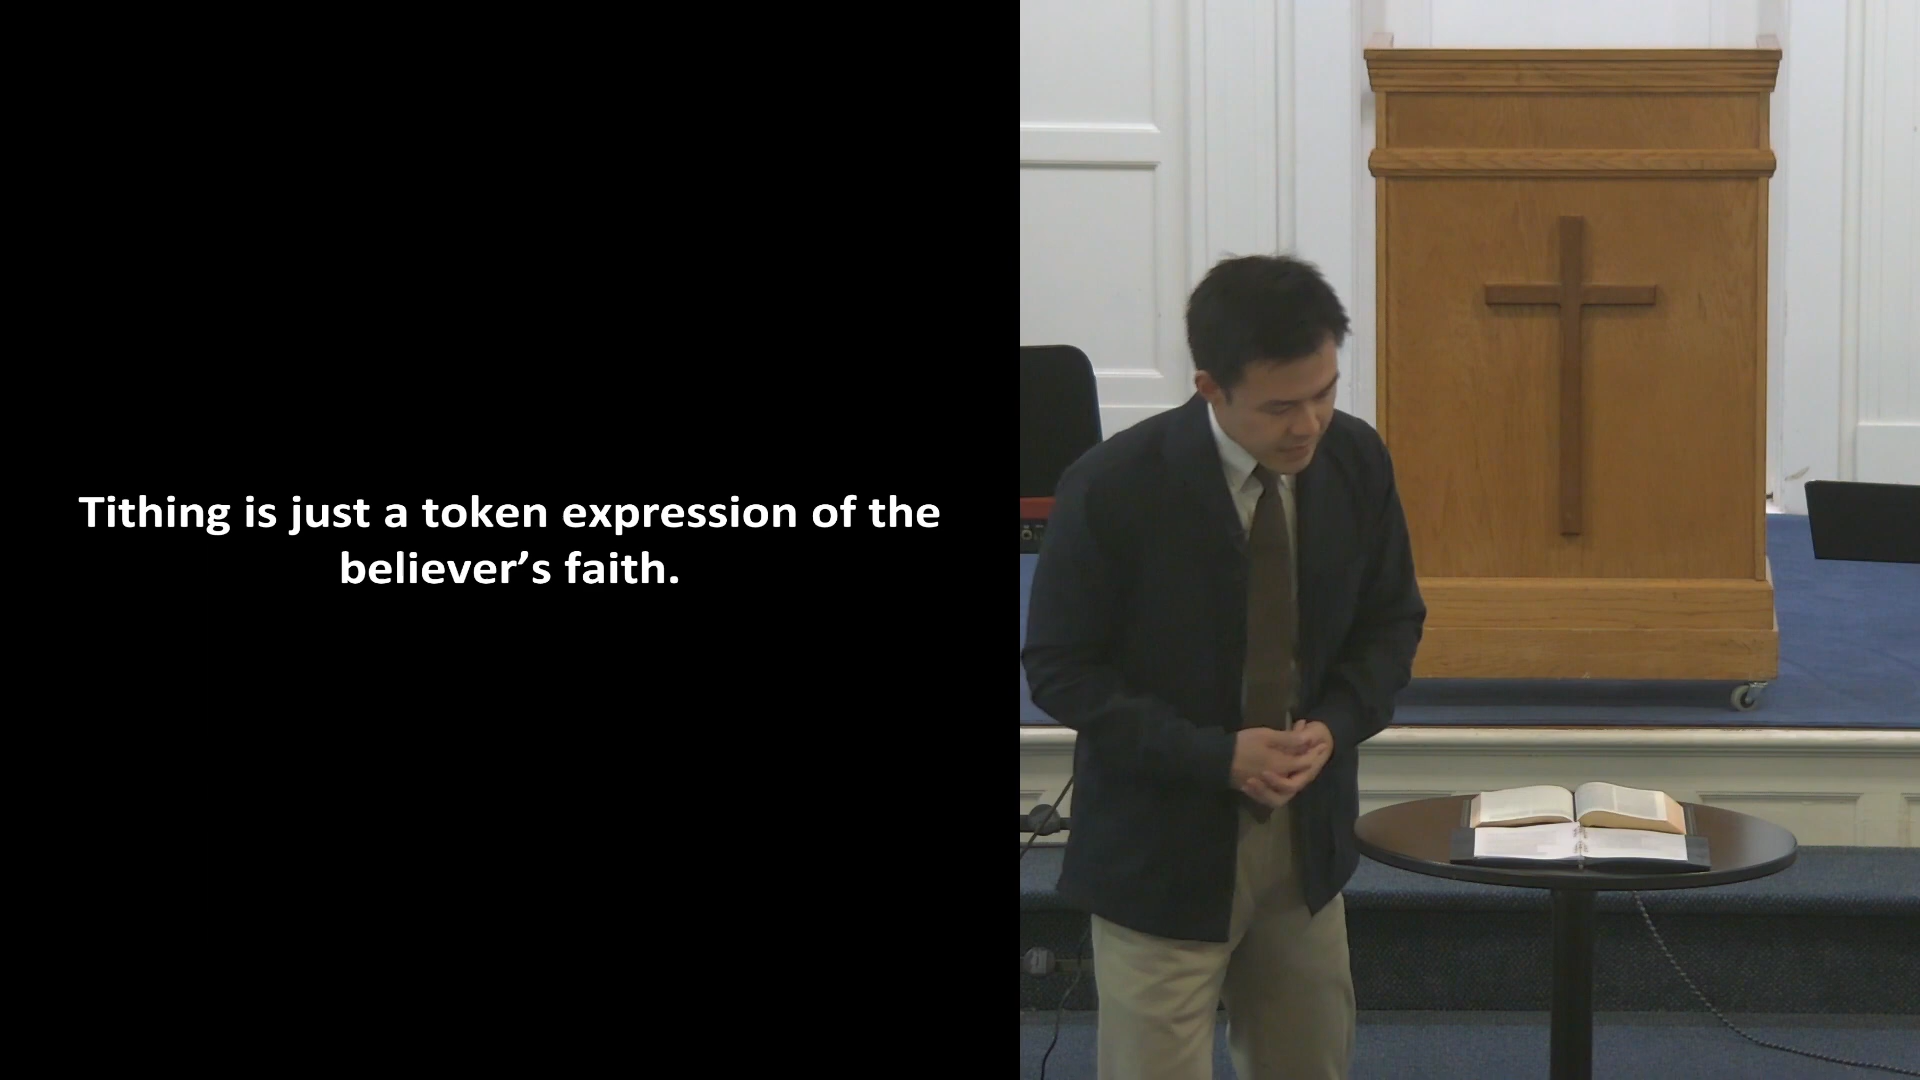 Tithing is just a token expression of the
believer’s faith.